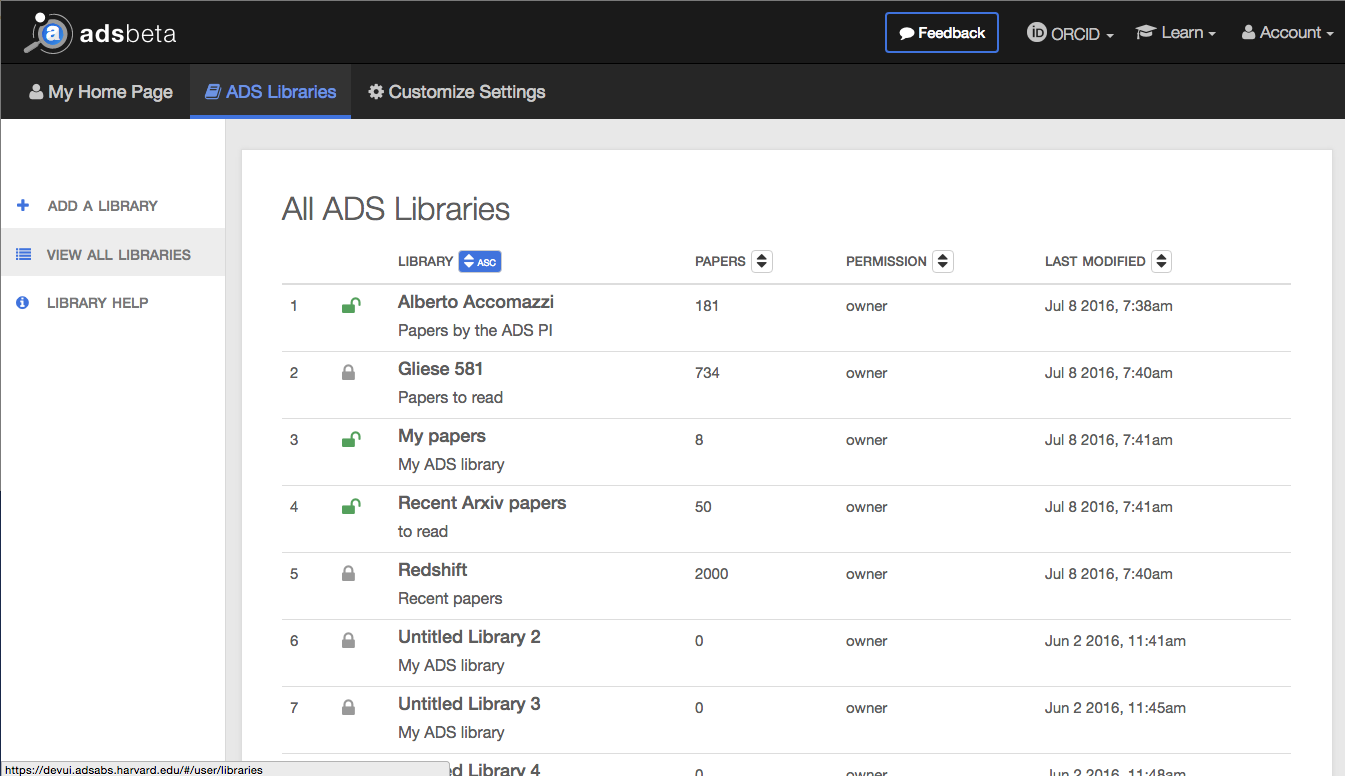 adsbeta
Feedback
ORCID
Learn
Account
My Home Page
ADS Libraries
Customize Settings
ADD A LIBRARY
VIEW ALL LIBRARIES
LIBRARY HELP
All ADS Libraries
LIBRARY ASC PAPERS PERMISSION LAST MODIFIED
1 Alberto Accomazzi 181 owner Jul 8 2016, 7:38am
Papers by the ADS PI
2 Gliese 581 734 owner Jul 8 2016, 7:40am
Papers to read
3 My papers 8 owner Jul 8 2016, 7:41am
My ADS library
4 Recent Arxiv papers 50 owner Jul 8 2016, 7:41am
to read
5 Redshift 2000 owner Jul 8 2016, 7:40am
Recent papers
6 Untitled Library 2 0 owner Jun 2 2016, 11:41am
My ADS library
7 Untitled Library 3 0 owner Jun 2 2016, 11:45am
My ADS library
ed Library 4 0 owner Jun 2 2016, 11:48am
https://devui.adsabs.harvard.edu/#/user/libraries